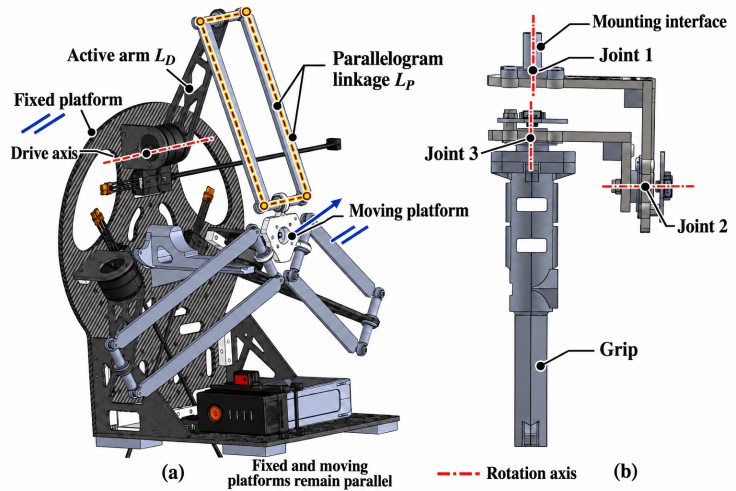 Active arm L_D
Parallelogram
linkage L_P
Fixed platform
Drive axis
Moving platform
(a)
Fixed and moving
platforms remain parallel
Mounting interface
Joint 1
Joint 3
Joint 2
Grip
Rotation axis
(b)